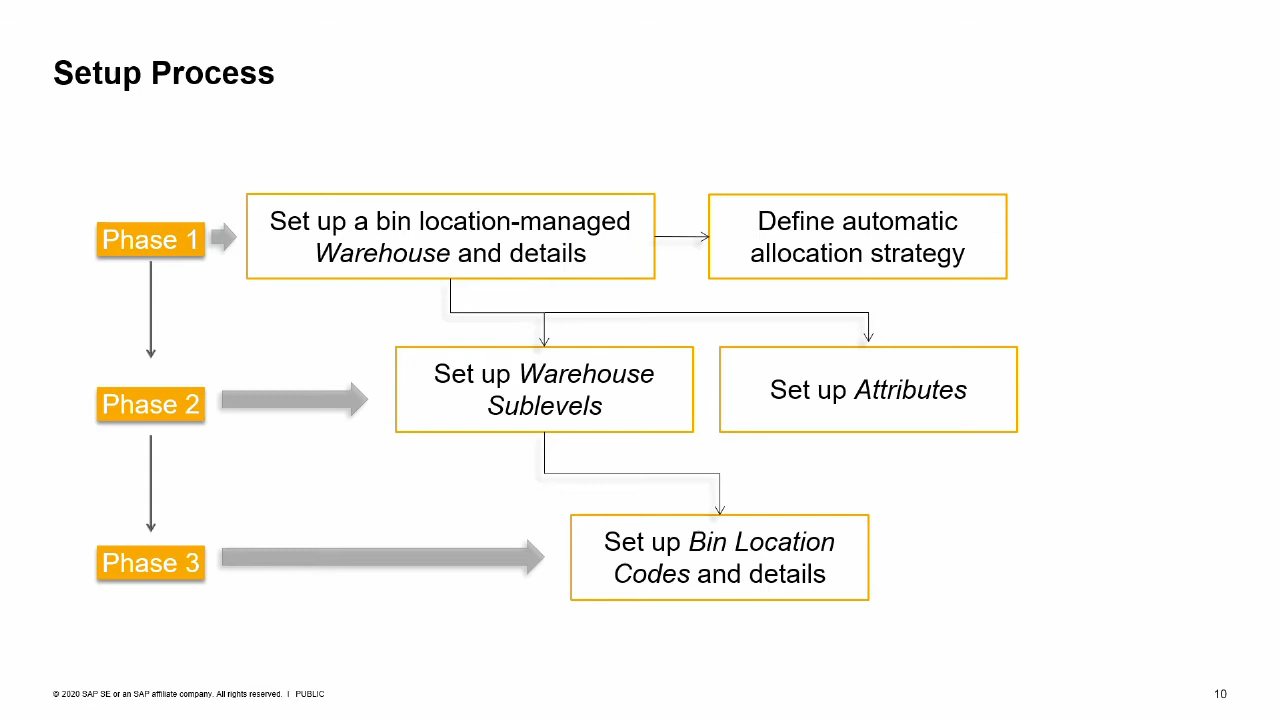 Setup Process
Phase 1
Set up a bin location-managed
Warehouse and details
Define automatic
allocation strategy
Phase 2
Set up Warehouse
Sublevels
Set up Attributes
Phase 3
Set up Bin Location
Codes and details
© 2020 SAP SE or an SAP affiliate company. All rights reserved. I PUBLIC
10